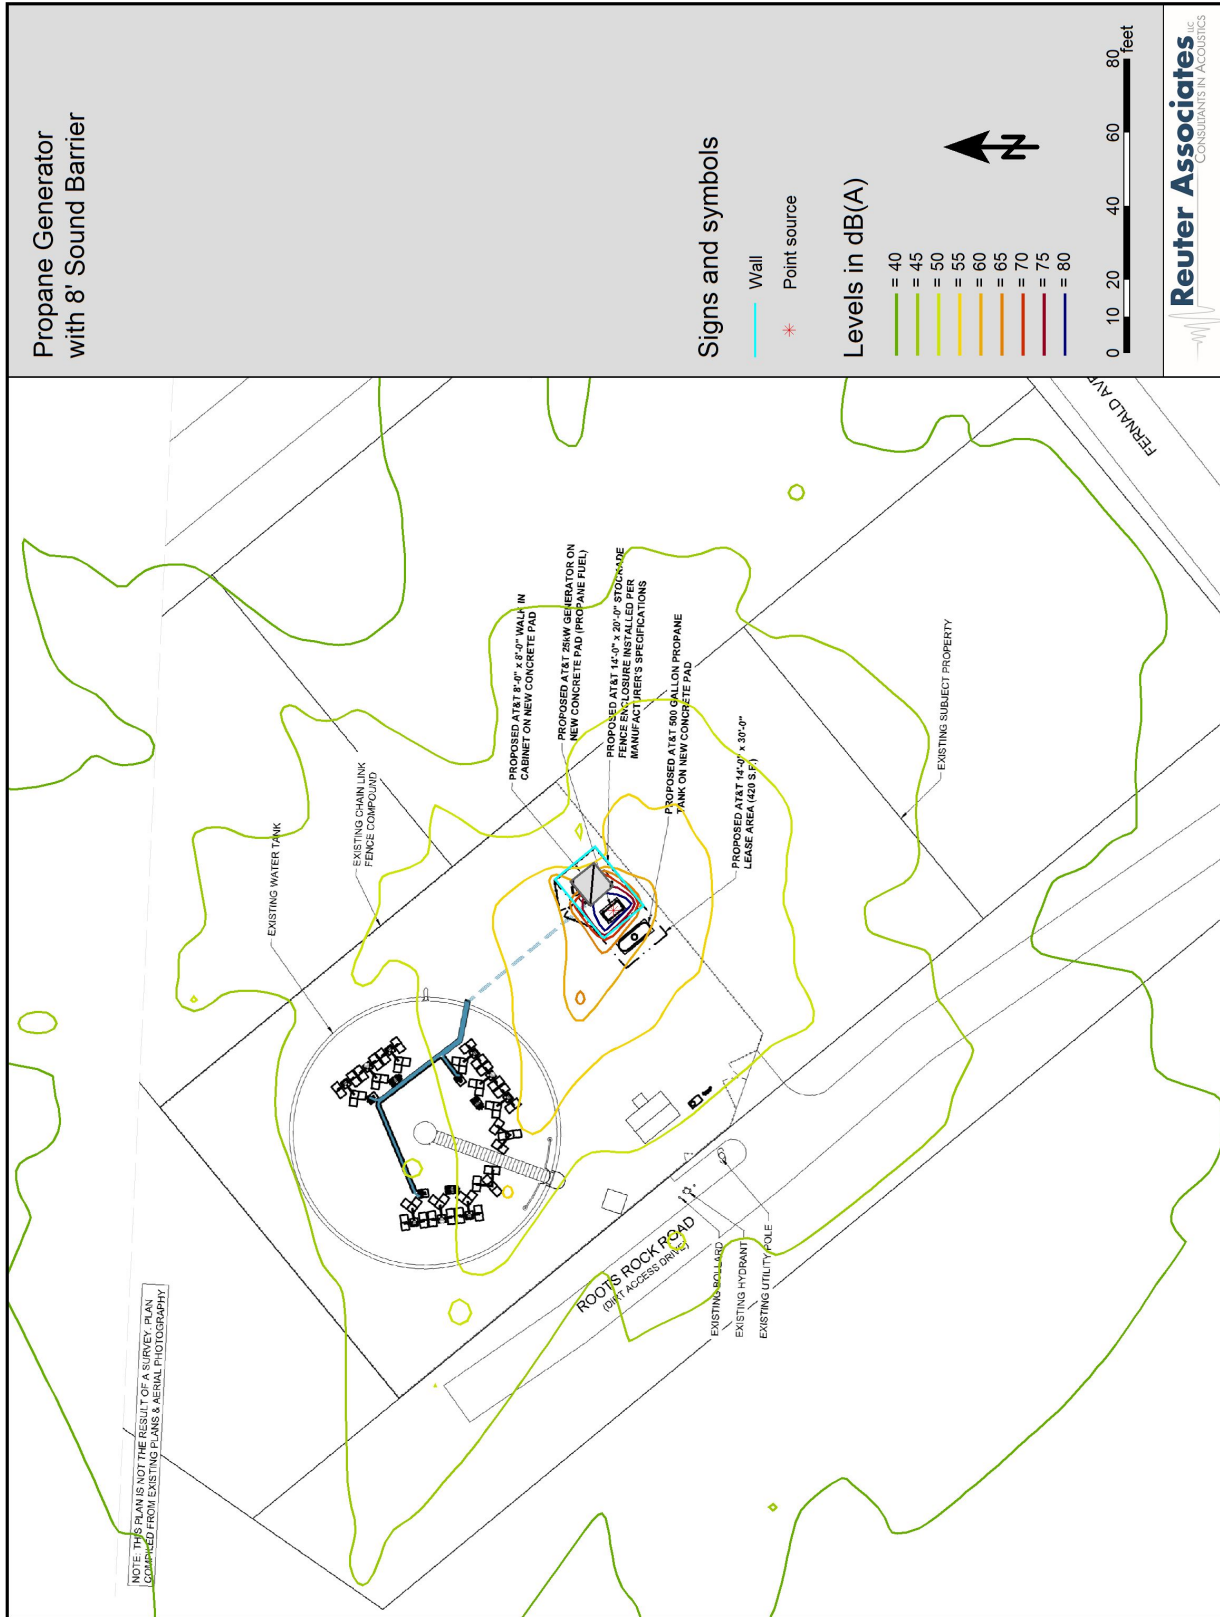 Propane Generator
with 8' Sound Barrier
Signs and symbols
Wall
Point source
Levels in dB(A)
= 40
= 45
= 50
= 55
= 60
= 65
= 70
= 75
= 80
N
0 10 20 40 60 80
feet
Reuter Associates LLC
CONSULTANTS IN ACOUSTICS
NOTE: THIS PLAN IS NOT THE RESULT OF A SURVEY. PLAN
COMPILED FROM EXISTING PLANS & AERIAL PHOTOGRAPHY
EXISTING WATER TANK
EXISTING CHAIN LINK
FENCE COMPOUND
PROPOSED AT&T 8'-0" x 8'-0" WALK IN
CABINET ON NEW CONCRETE PAD
PROPOSED AT&T 25kW GENERATOR ON
NEW CONCRETE PAD (PROPANE FUEL)
PROPOSED AT&T 14'-0" x 20'-0" STOCKADE
FENCE ENCLOSURE INSTALLED PER
MANUFACTURER'S SPECIFICATIONS
PROPOSED AT&T 500 GALLON PROPANE
TANK ON NEW CONCRETE PAD
PROPOSED AT&T 14'-0" x 30'-0"
LEASE AREA (420 S.F.)
EXISTING SUBJECT PROPERTY
ROOTS ROCK ROAD
(DIRT ACCESS DRIVE)
EXISTING BOLLARD
EXISTING HYDRANT
EXISTING UTILITY POLE
FERNALD AVE